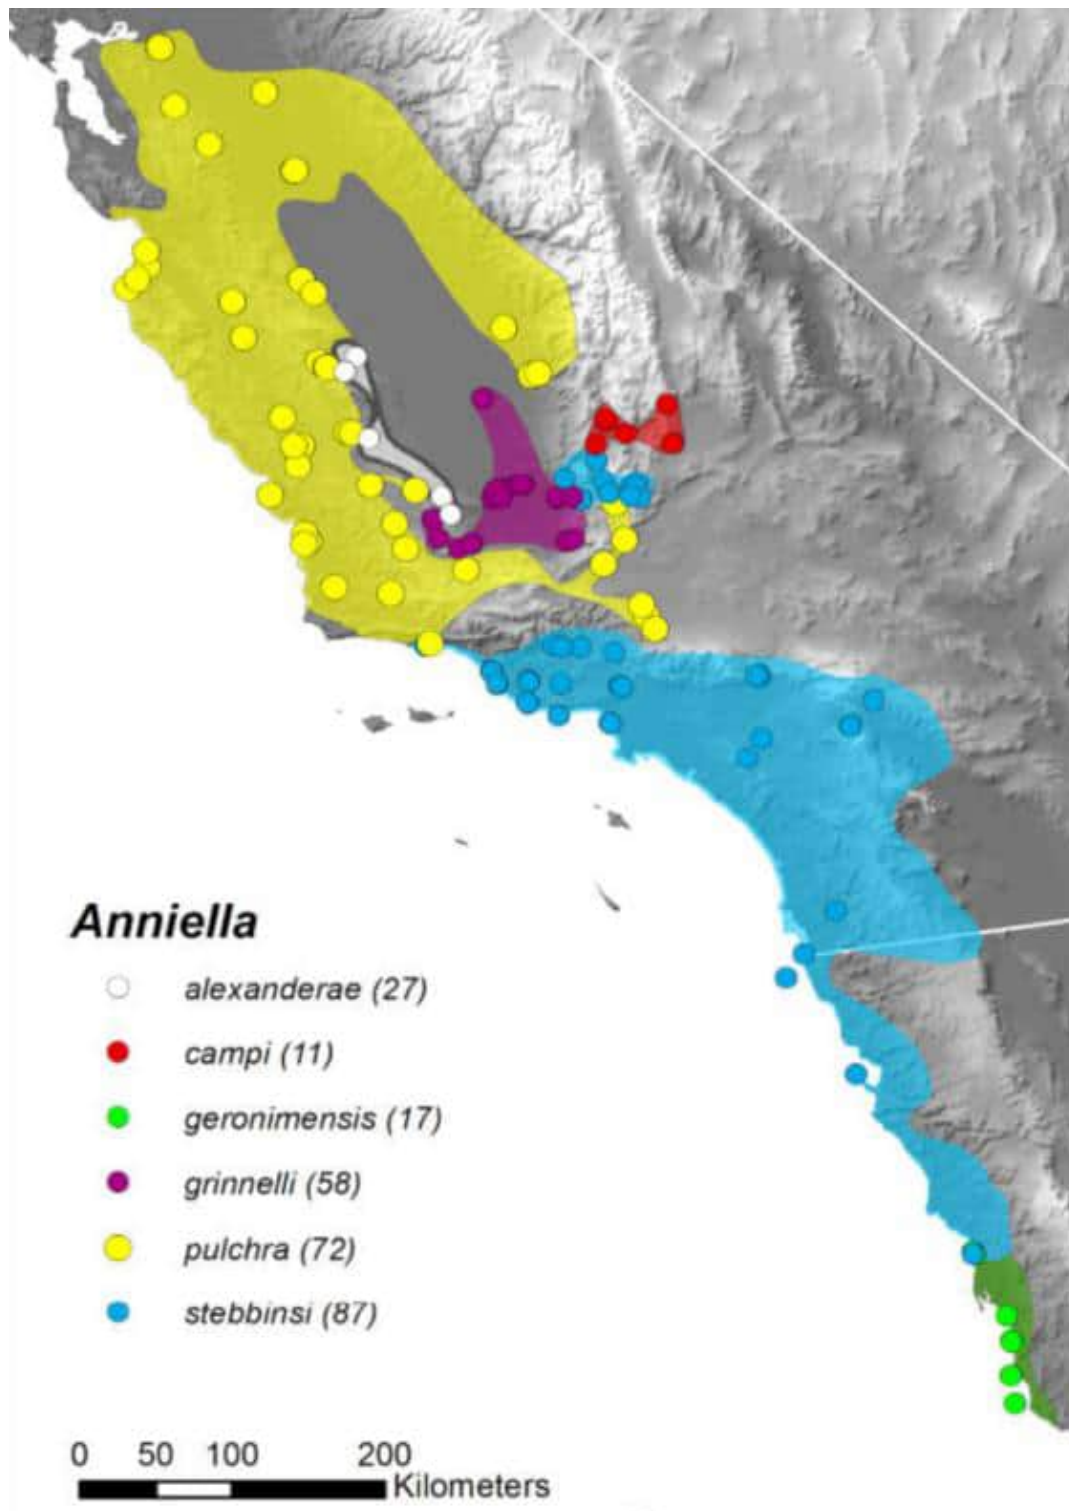 Anniella
alexanderae (27)
campi (11)
geronimensis (17)
grinnelli (58)
pulchra (72)
stebbinsi (87)
0 50 100 200
Kilometers